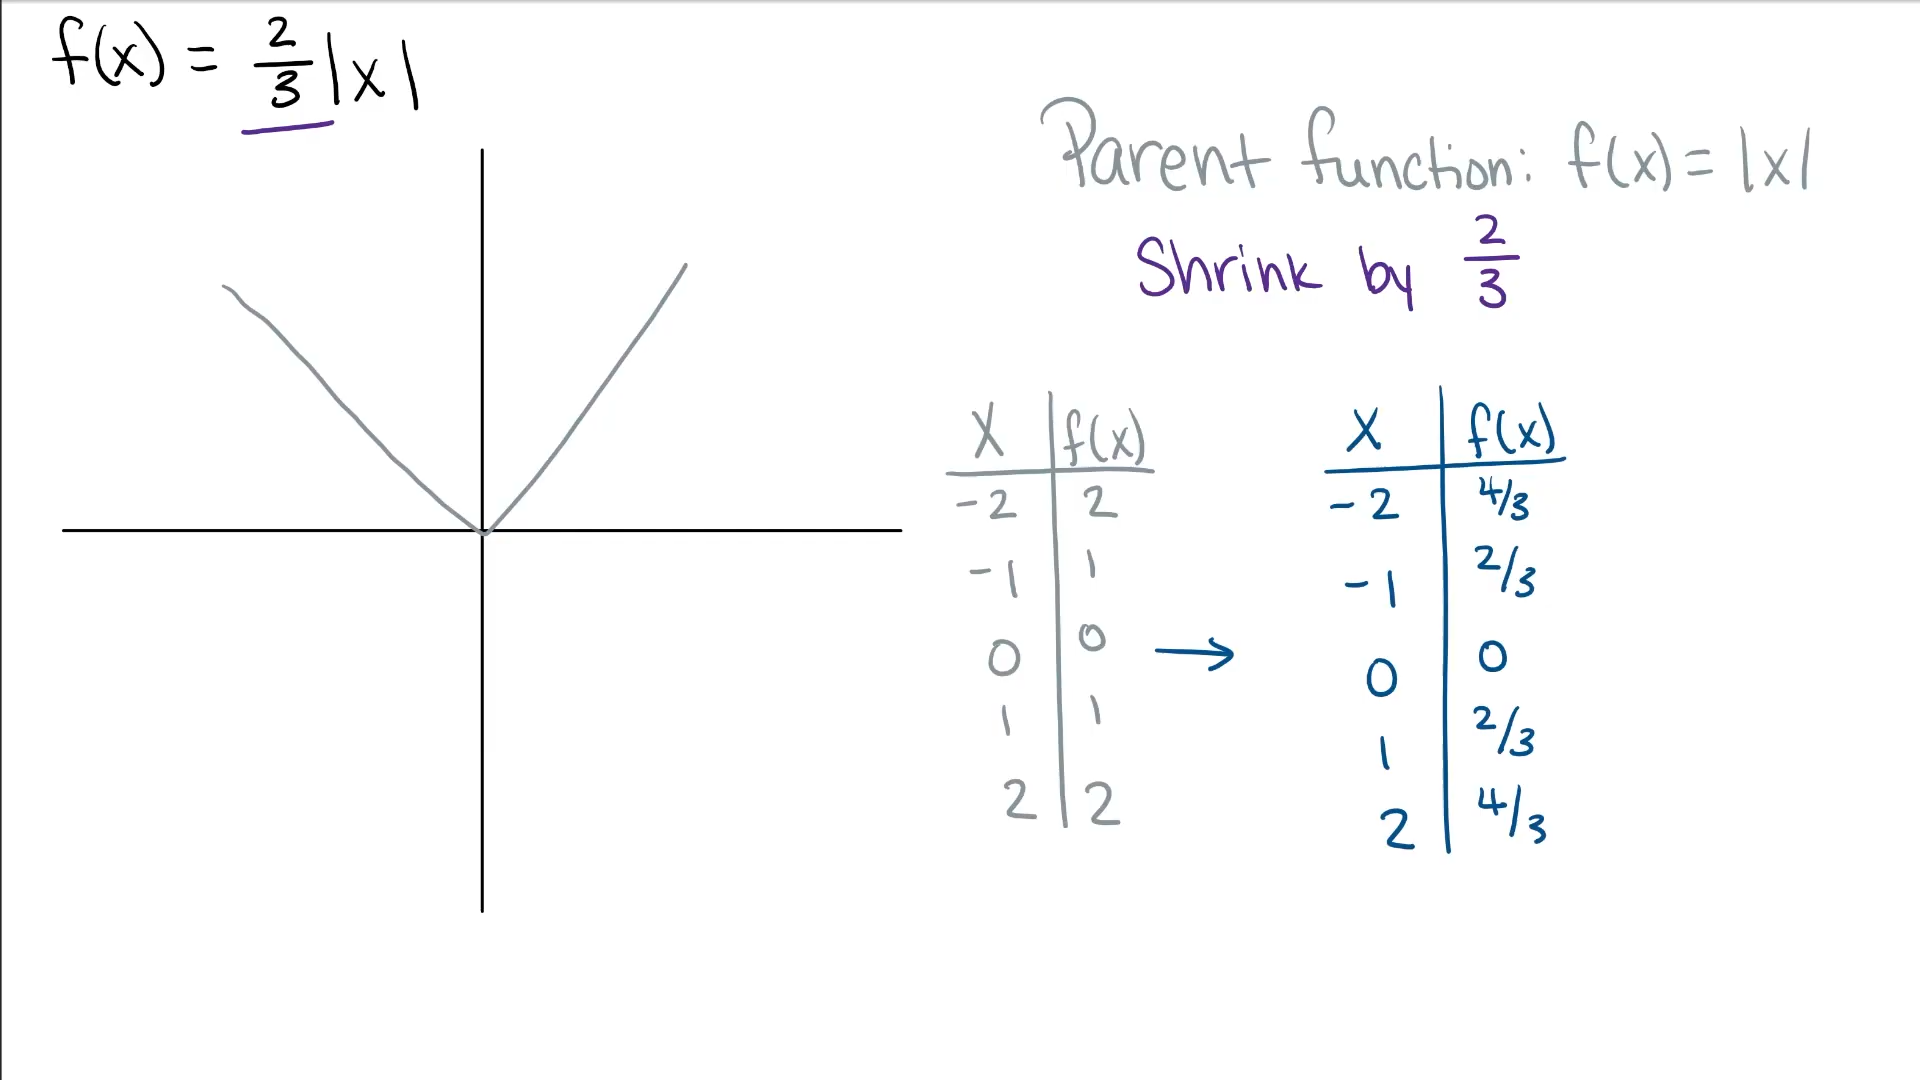 f(x) = 2/3 |x|
Parent function: f(x) = |x|
Shrink by 2/3
x f(x)
-2 2
-1 1
0 0
1 1
2 2
→
x f(x)
-2 4/3
-1 2/3
0 0
1 2/3
2 4/3